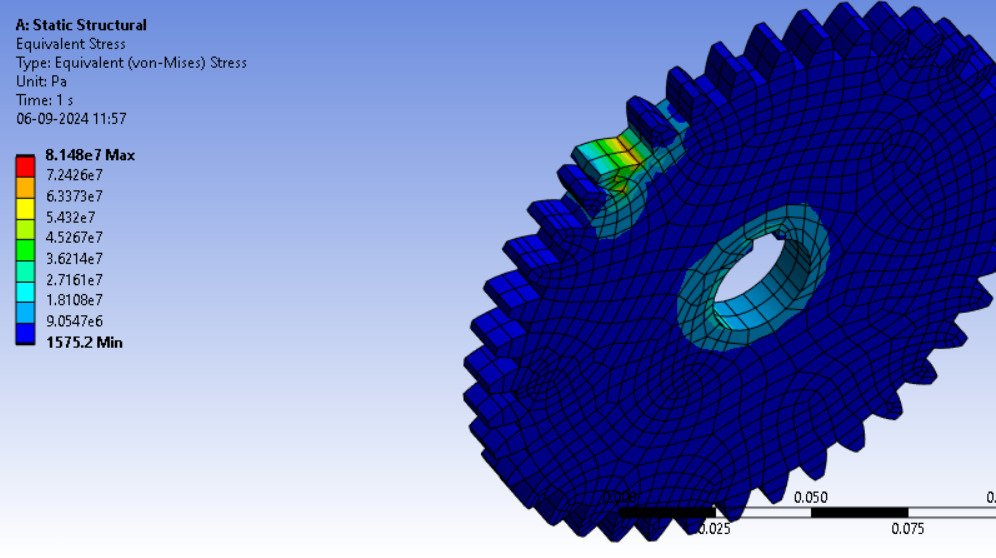 A: Static Structural
Equivalent Stress
Type: Equivalent (von-Mises) Stress
Unit: Pa
Time: 1 s
06-09-2024 11:57
8.148e7 Max
7.2426e7
6.3373e7
5.432e7
4.5267e7
3.6214e7
2.7161e7
1.8108e7
9.0547e6
1575.2 Min
0.050
0.025
0.075